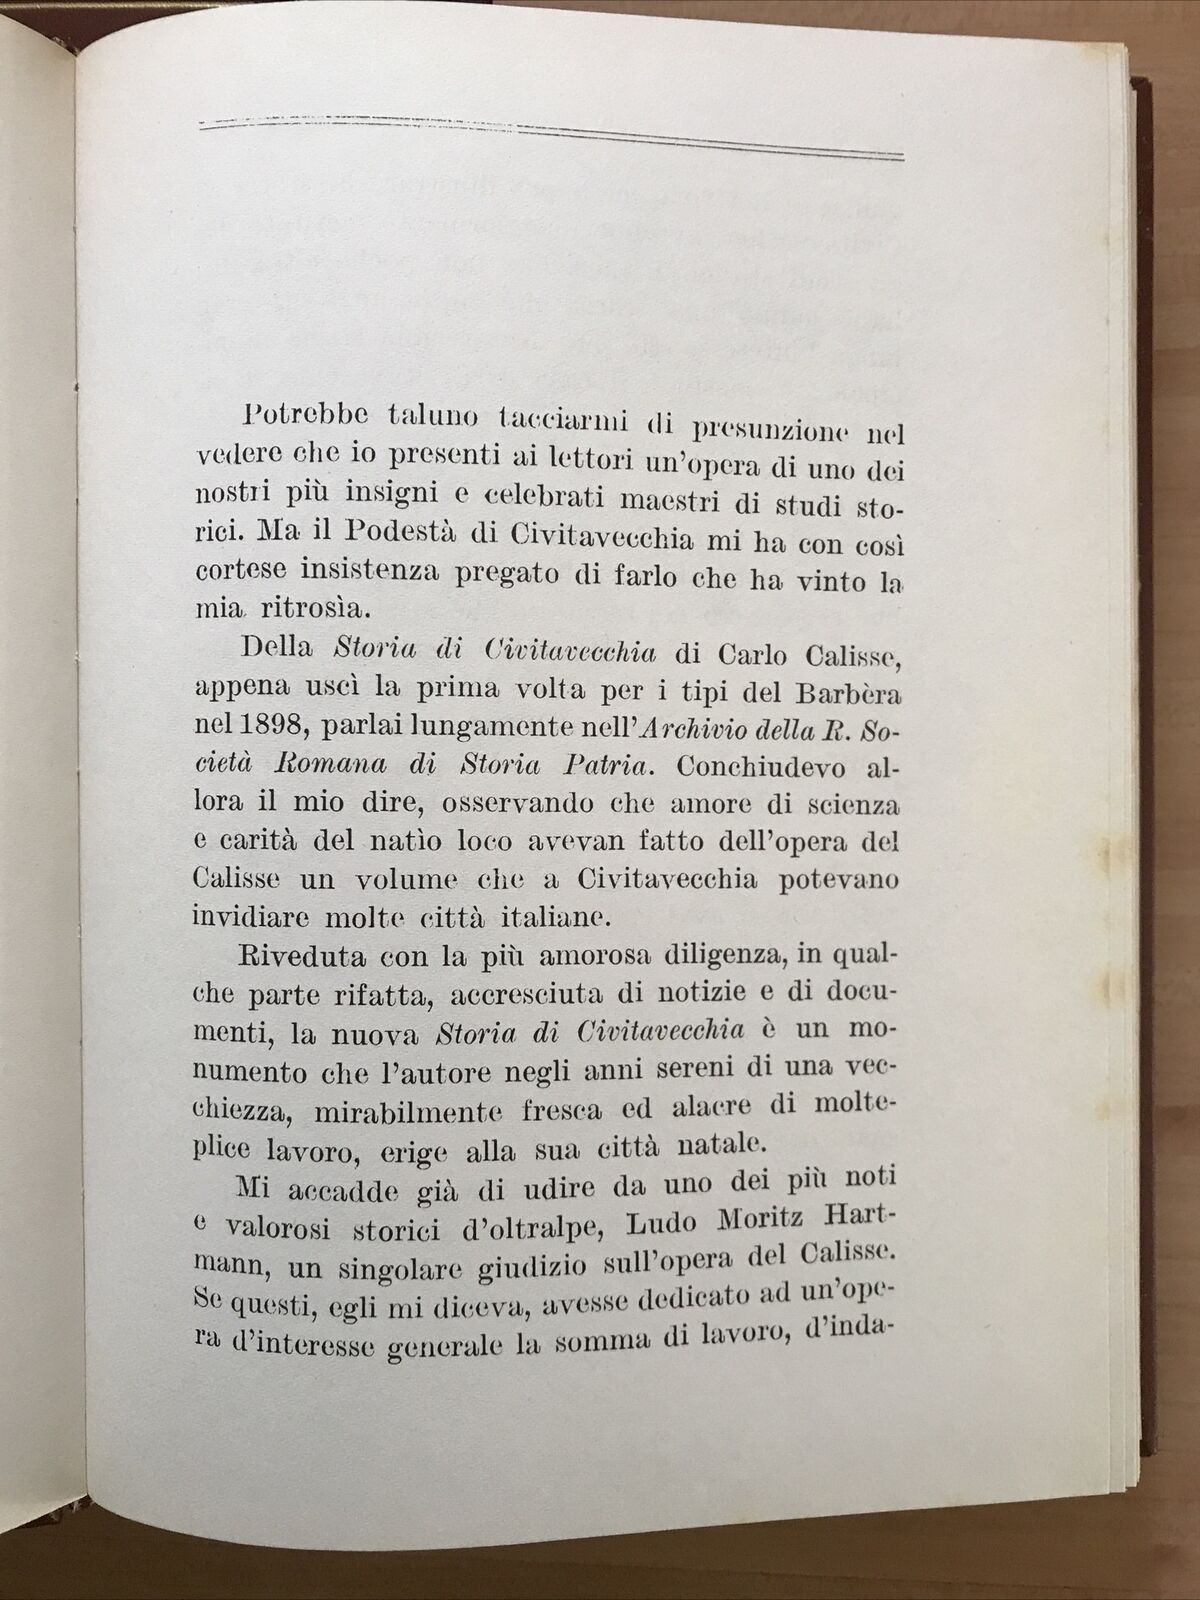 Potrebbe taluno tacciarmi di presunzione nel
vedere che io presenti ai lettori un'opera di uno dei
nostri più insigni e celebrati maestri di studi sto-
rici. Ma il Podestà di Civitavecchia mi ha con così
cortese insistenza pregato di farlo che ha vinto la
mia ritrosìa.
Della Storia di Civitavecchia di Carlo Calisse,
appena uscì la prima volta per i tipi del Barbèra
nel 1898, parlai lungamente nell'Archivio della R. So-
cietà Romana di Storia Patria. Conchiudevo al-
lora il mio dire, osservando che amore di scienza
e carità del natìo loco avevan fatto dell'opera del
Calisse un volume che a Civitavecchia potevano
invidiare molte città italiane.
Riveduta con la più amorosa diligenza, in qual-
che parte rifatta, accresciuta di notizie e di docu-
menti, la nuova Storia di Civitavecchia è un mo-
numento che l'autore negli anni sereni di una vec-
chiezza, mirabilmente fresca ed alacre di molte-
plice lavoro, erige alla sua città natale.
Mi accadde già di udire da uno dei più noti
e valorosi storici d'oltralpe, Ludo Moritz Hart-
mann, un singolare giudizio sull'opera del Calisse.
Se questi, egli mi diceva, avesse dedicato ad un'ope-
ra d'interesse generale la somma di lavoro, d'inda-